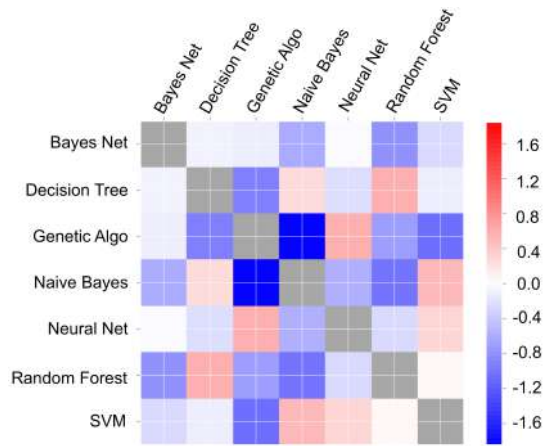 Bayes Net
Decision Tree
Genetic Algo
Naive Bayes
Neural Net
Random Forest
SVM
Bayes Net
Decision Tree
Genetic Algo
Naive Bayes
Neural Net
Random Forest
SVM
1.6
1.2
0.8
0.4
0.0
-0.4
-0.8
-1.2
-1.6